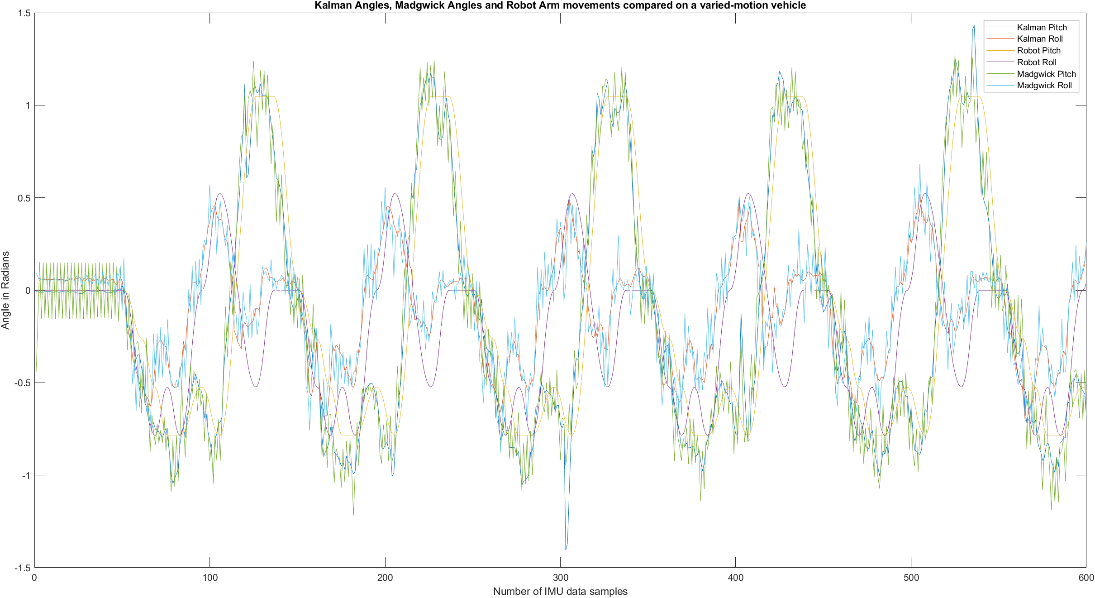 Kalman Angles, Madgwick Angles and Robot Arm movements compared on a varied-motion vehicle
Kalman Pitch
Kalman Roll
Robot Pitch
Robot Roll
Madgwick Pitch
Madgwick Roll
1.5
1
0.5
0
-0.5
-1
-1.5
Angle in Radians
0
100
200
300
400
500
600
Number of IMU data samples